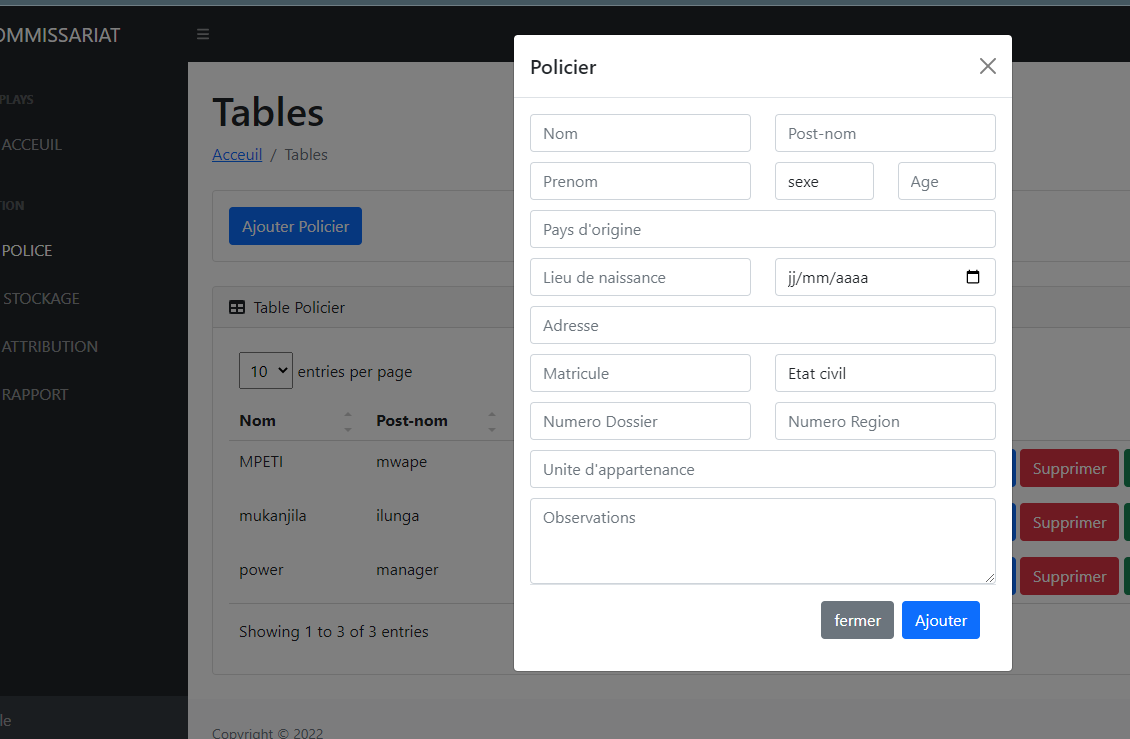 OMMISSARIAT
PLAYS
ACCEUIL
ION
POLICE
STOCKAGE
ATTRIBUTION
RAPPORT
le
Tables
Acceuil / Tables
Ajouter Policier
Table Policier
10 entries per page
Nom Post-nom
MPETI mwape Supprimer
mukanjila ilunga Supprimer
power manager Supprimer
Showing 1 to 3 of 3 entries
Copyright © 2022
Policier
Nom Post-nom
Prenom sexe Age
Pays d'origine
Lieu de naissance jj/mm/aaaa
Adresse
Matricule Etat civil
Numero Dossier Numero Region
Unite d'appartenance
Observations
fermer Ajouter